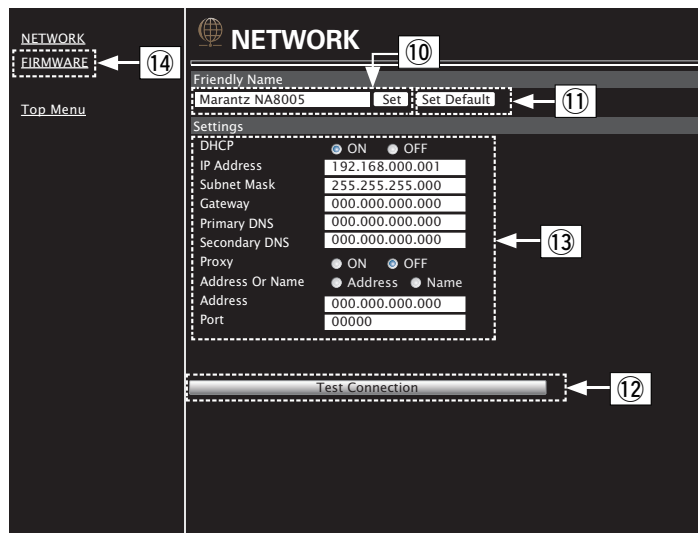 NETWORK
FIRMWARE
⑭
Top Menu
NETWORK
⑩
Friendly Name
Marantz NA8005 Set Set Default
⑪
Settings
DHCP ON OFF
IP Address 192.168.000.001
Subnet Mask 255.255.255.000
Gateway 000.000.000.000
Primary DNS 000.000.000.000
Secondary DNS 000.000.000.000
⑬
Proxy ON OFF
Address Or Name Address Name
Address 000.000.000.000
Port 00000
Test Connection
⑫